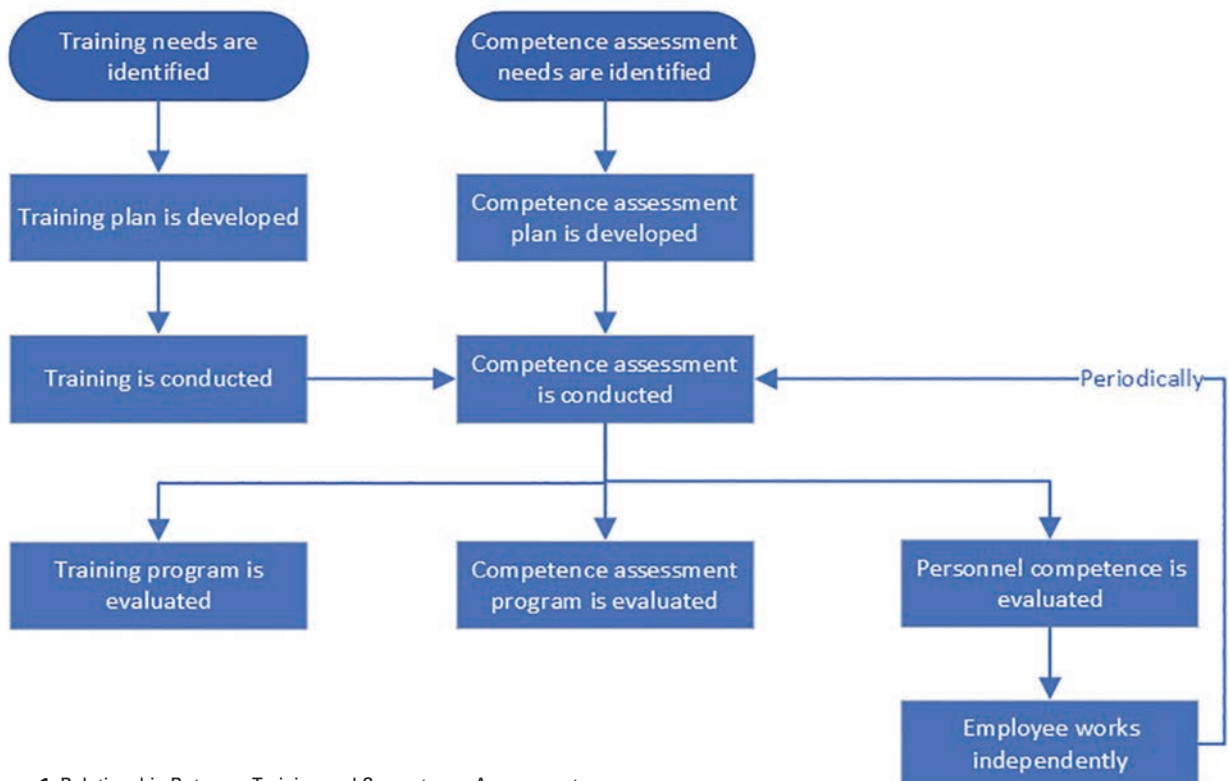 Training needs are
identified
Competence assessment
needs are identified
Training plan is developed
Competence assessment
plan is developed
Training is conducted
Competence assessment
is conducted
Periodically
Training program is
evaluated
Competence assessment
program is evaluated
Personnel competence is
evaluated
Employee works
independently